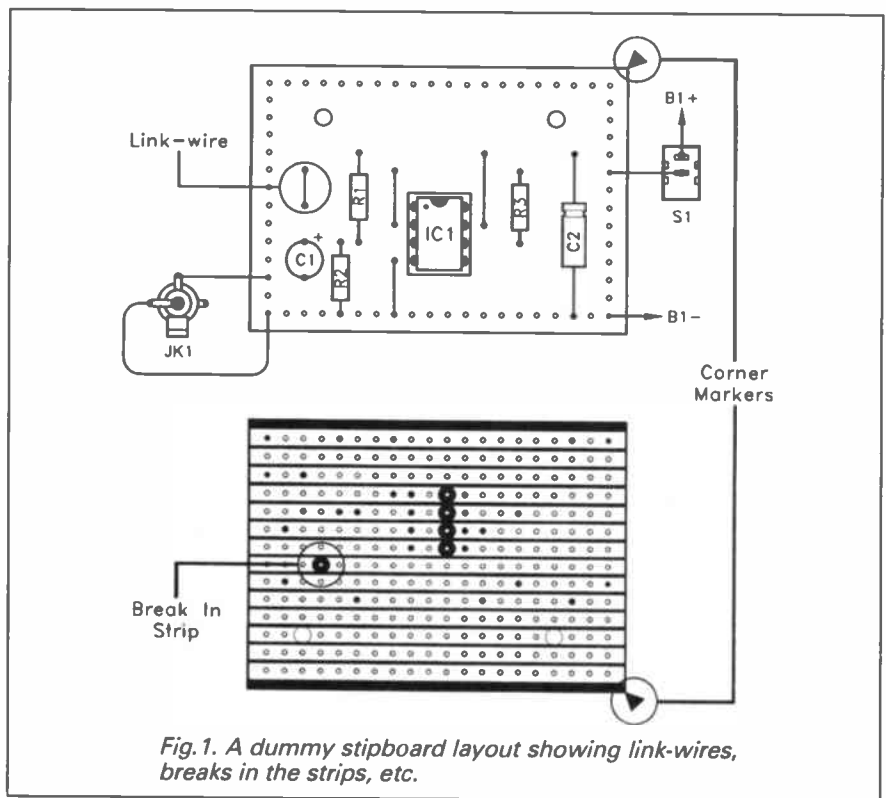 B1+
Link-wire
R1
R3
S1
IC1
C2
+
C1
R2
B1-
JK1
Corner
Markers
Break In
Strip
Fig.1. A dummy stipboard layout showing link-wires,
breaks in the strips, etc.